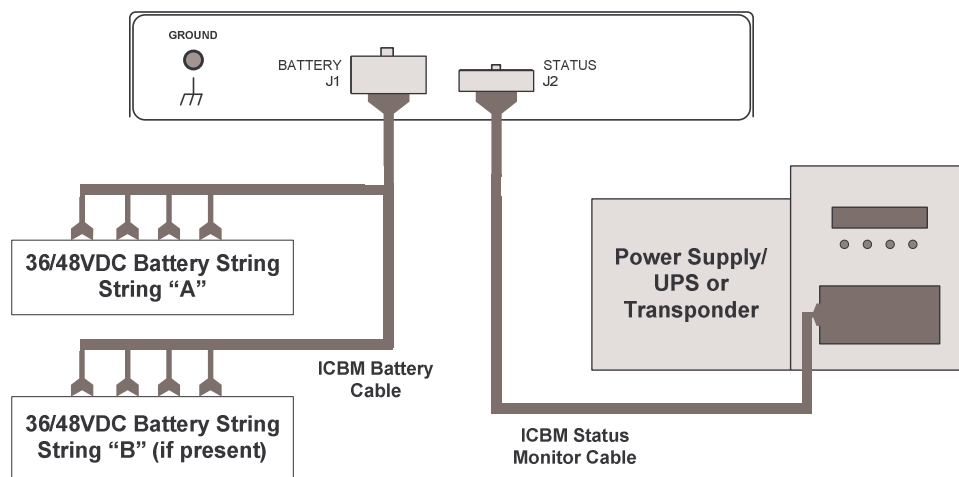 GROUND
BATTERY
J1
STATUS
J2
36/48VDC Battery String
String “A”
Power Supply/
UPS or
Transponder
ICBM Battery
Cable
36/48VDC Battery String
String “B” (if present)
ICBM Status
Monitor Cable